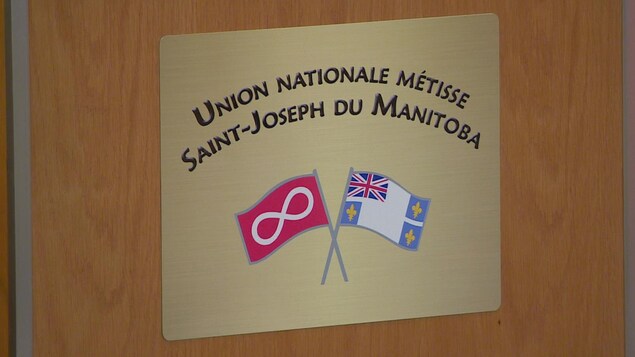 UNION NATIONALE MÉTISSE
SAINT-JOSEPH DU MANITOBA